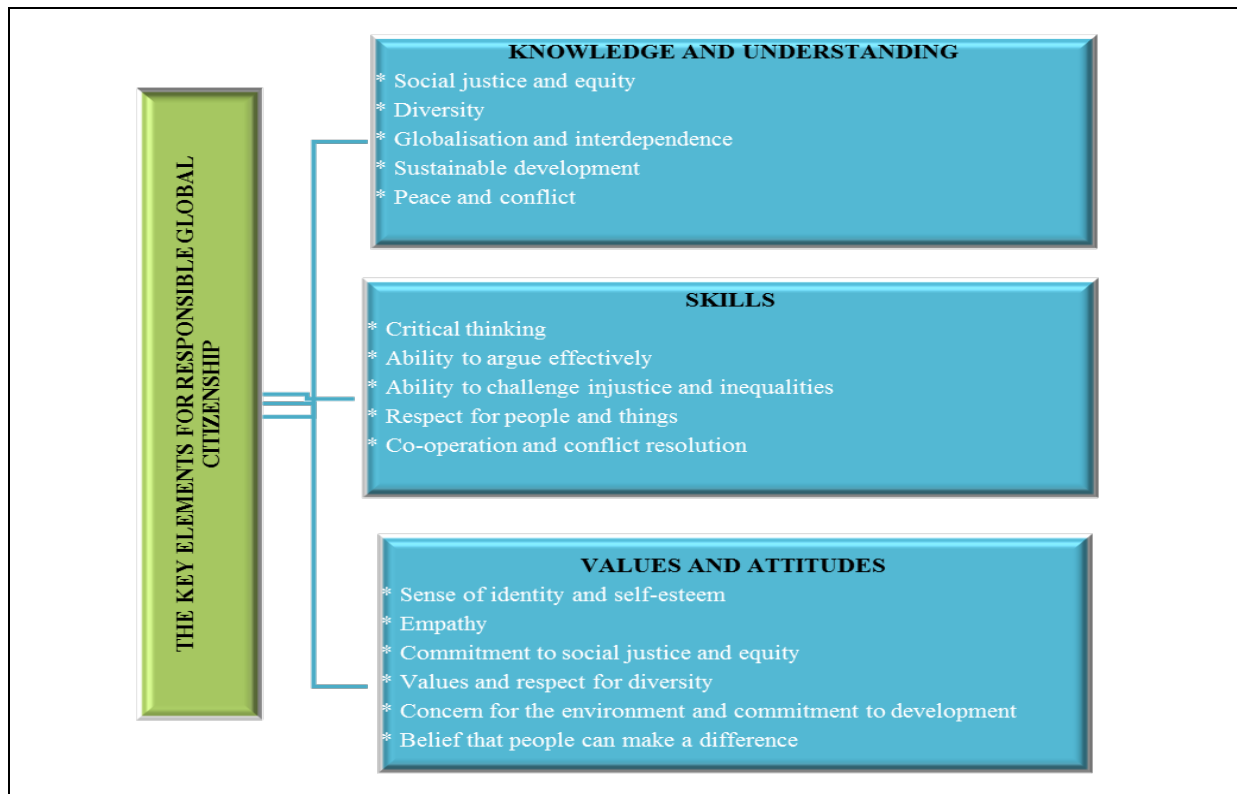 THE KEY ELEMENTS FOR RESPONSIBLE GLOBAL
CITIZENSHIP
KNOWLEDGE AND UNDERSTANDING
* Social justice and equity
* Diversity
* Globalisation and interdependence
* Sustainable development
* Peace and conflict
SKILLS
* Critical thinking
* Ability to argue effectively
* Ability to challenge injustice and inequalities
* Respect for people and things
* Co-operation and conflict resolution
VALUES AND ATTITUDES
* Sense of identity and self-esteem
* Empathy
* Commitment to social justice and equity
* Values and respect for diversity
* Concern for the environment and commitment to development
* Belief that people can make a difference